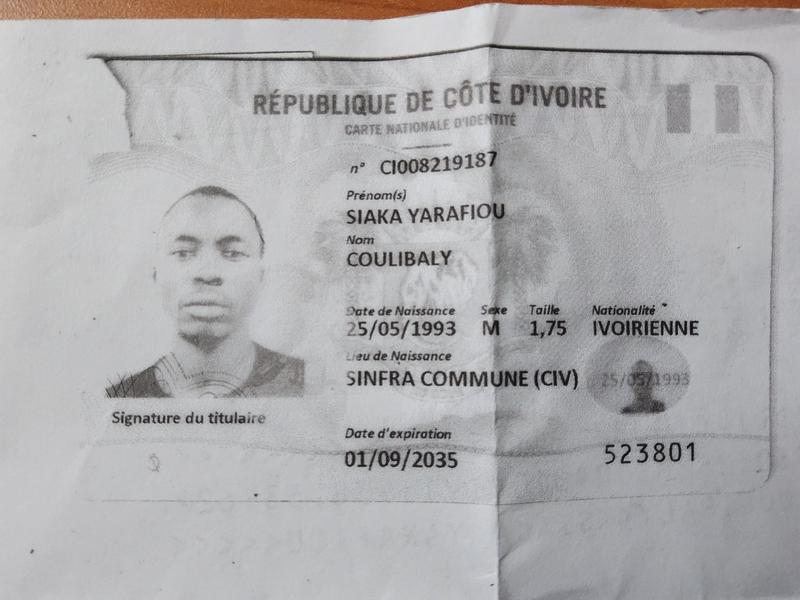 RÉPUBLIQUE DE CÔTE D'IVOIRE
CARTE NATIONALE D'IDENTITÉ
n° CI008219187
Prénom(s)
SIAKA YARAFIOU
Nom
COULIBALY
Date de Naissance Sexe Taille Nationalité
25/05/1993 M 1,75 IVOIRIENNE
Lieu de Naissance
SINFRA COMMUNE (CIV) 25/05/1993
Signature du titulaire
Date d'expiration
01/09/2035 523801